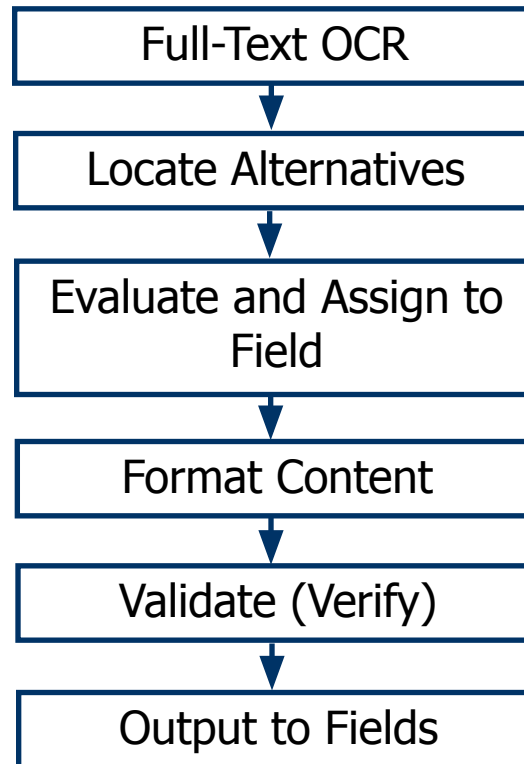 Full-Text OCR
Locate Alternatives
Evaluate and Assign to
Field
Format Content
Validate (Verify)
Output to Fields